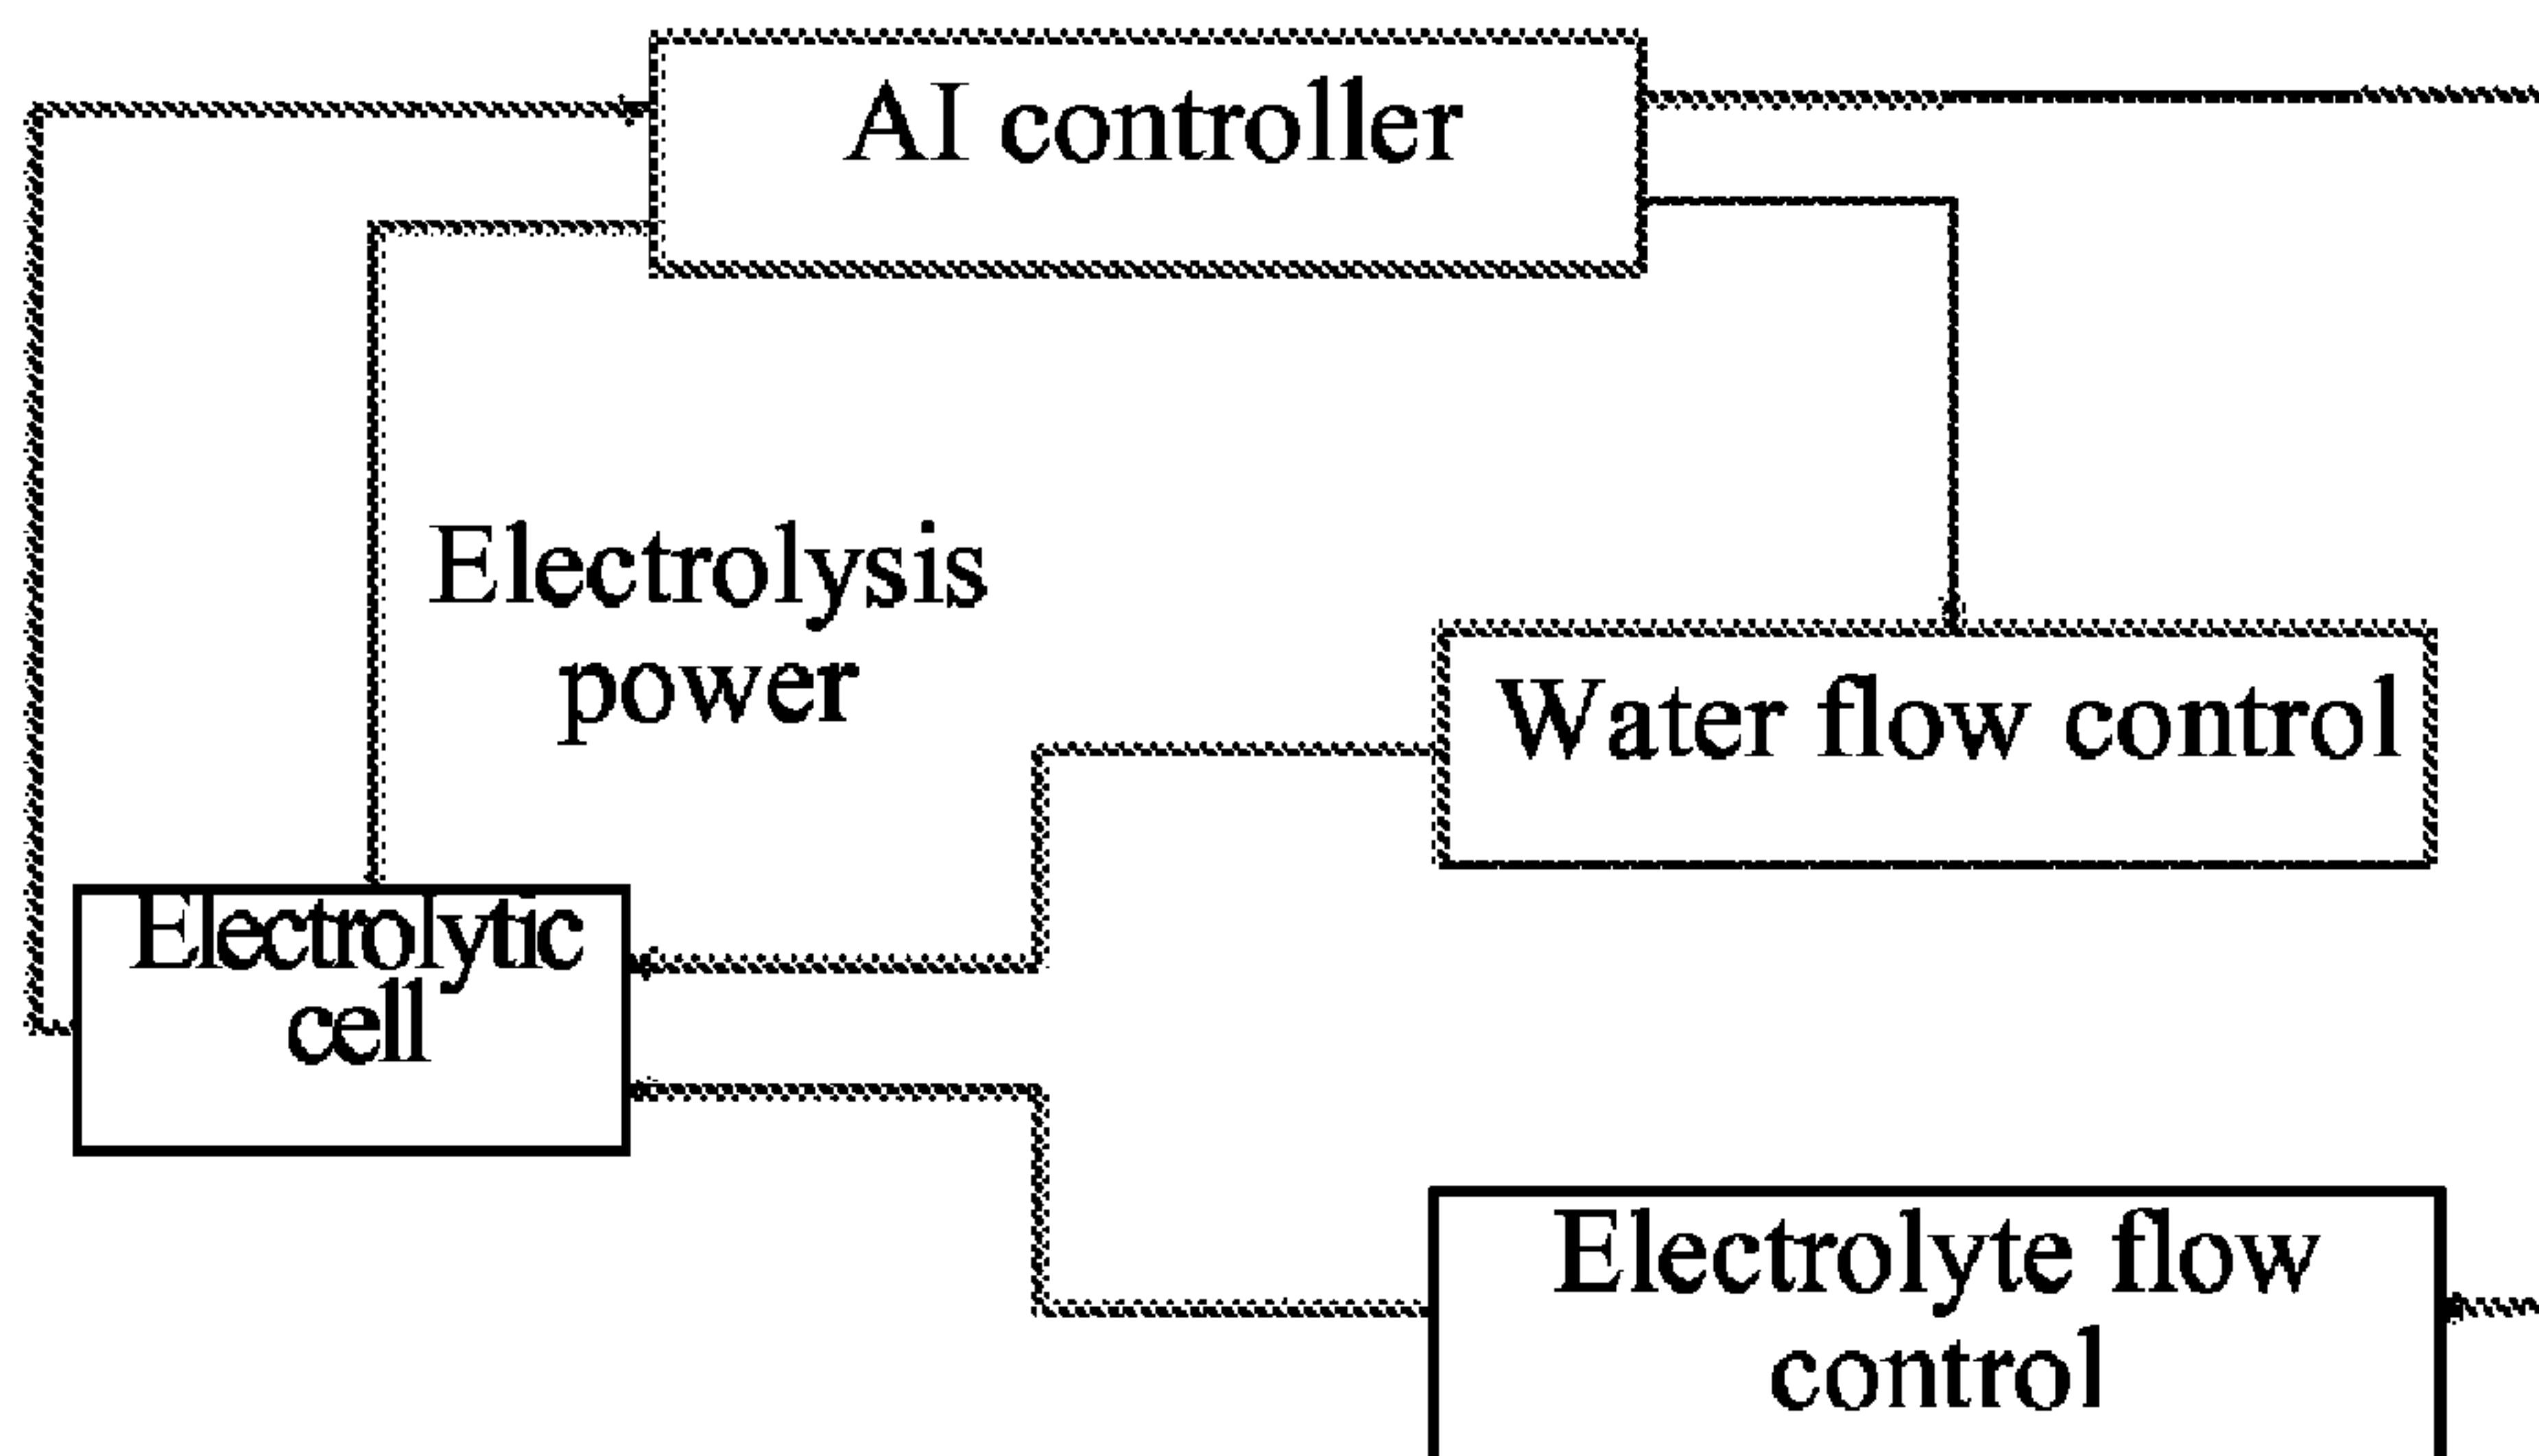 AI controller
Electrolysis
power
Water flow control
Electrolytic
cell
Electrolyte flow
control